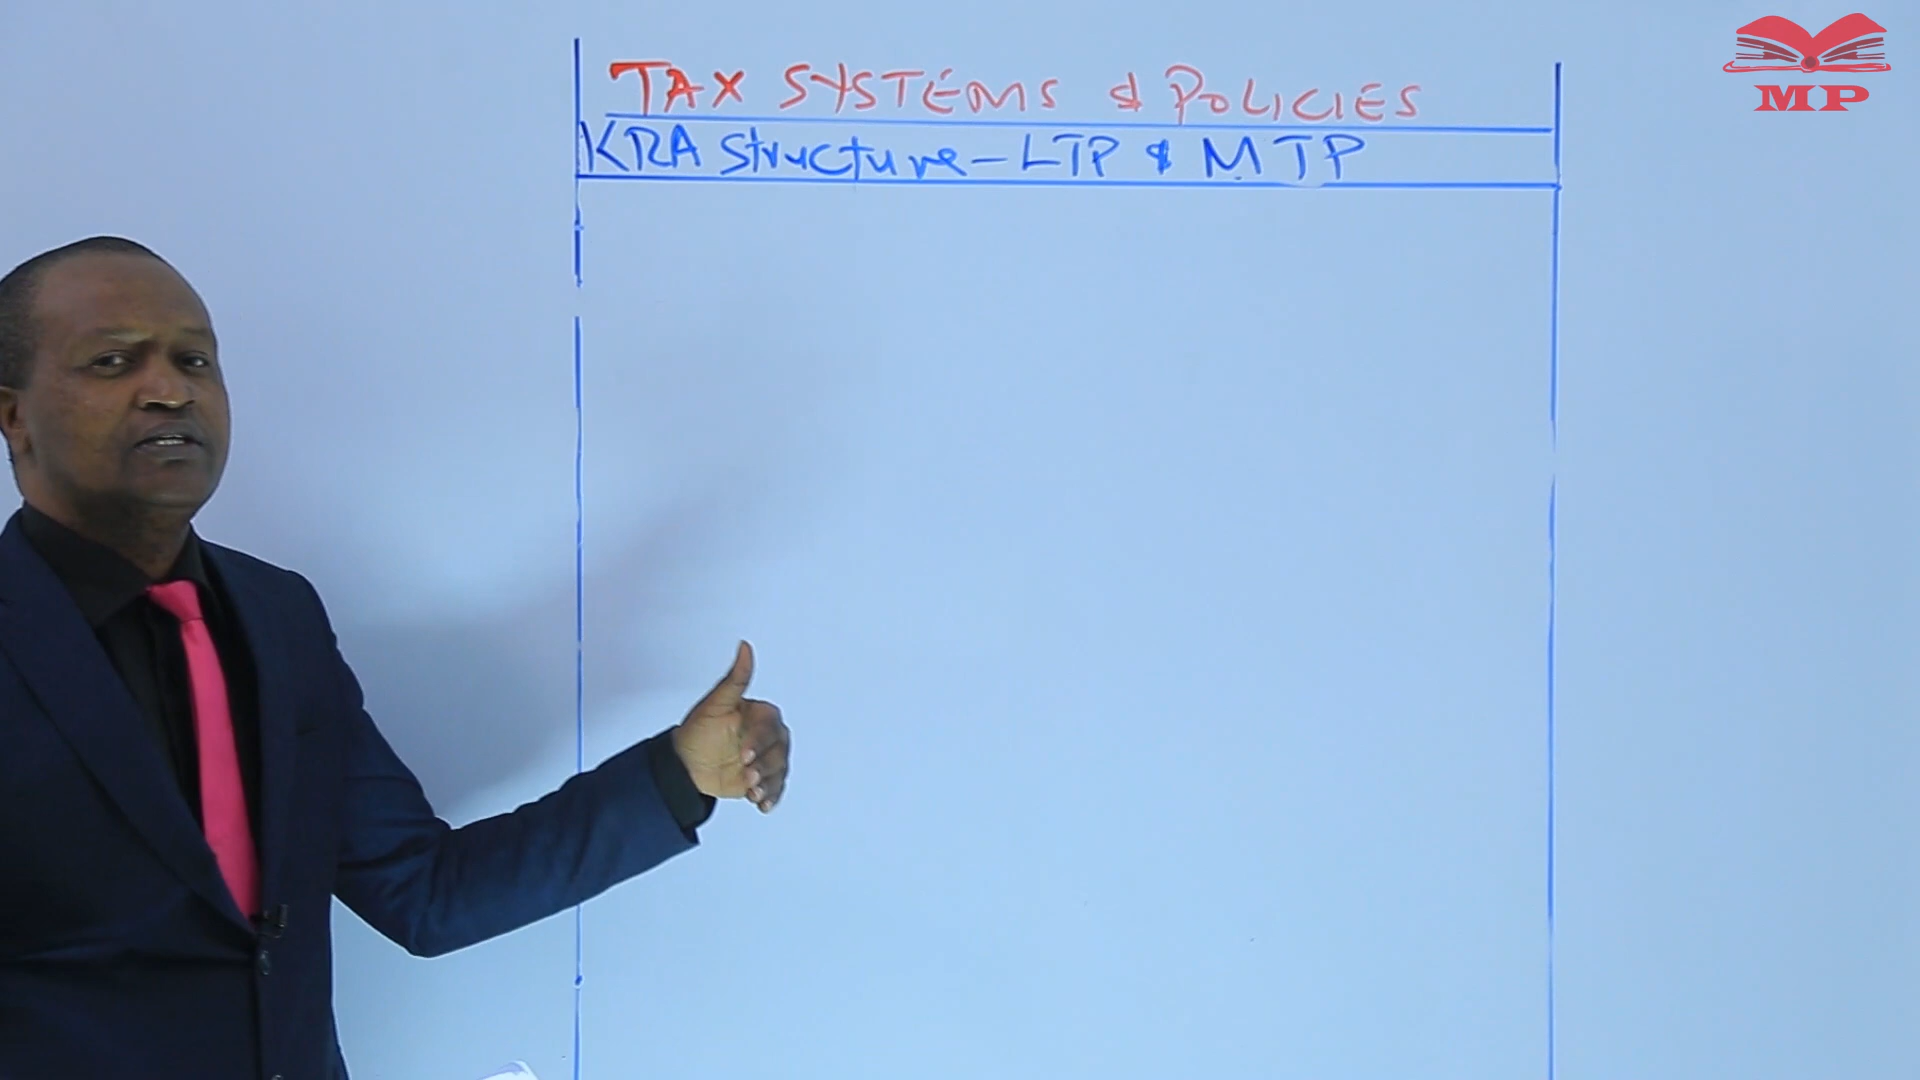 TAX SYSTEMS & POLICIES
KRA Structure - LTP & MTP
MP